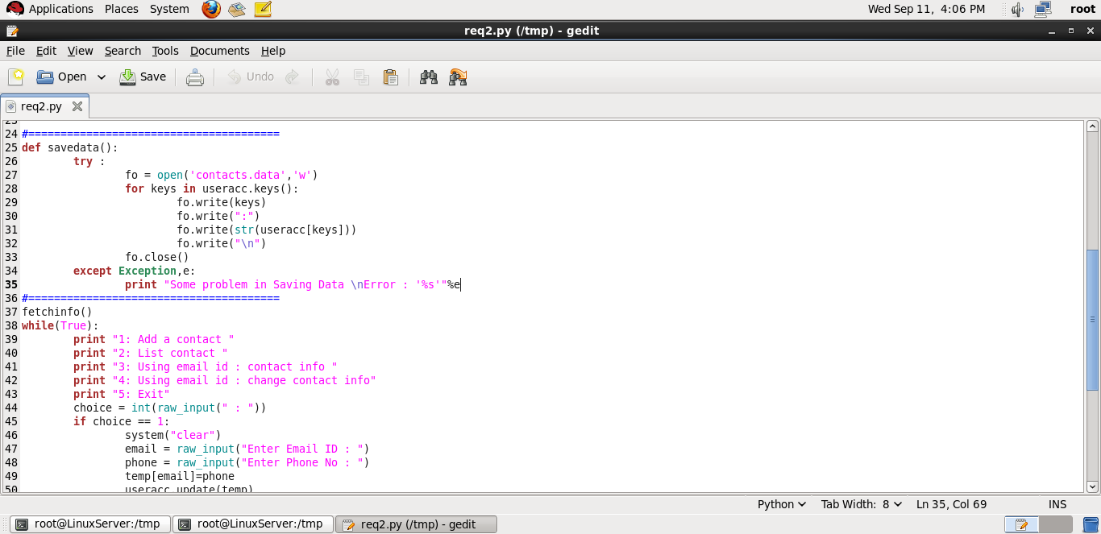 Applications Places System Wed Sep 11, 4:06 PM root
req2.py (/tmp) - gedit
File Edit View Search Tools Documents Help
Open Save Undo
req2.py
24 #=======================================
25 def savedata():
26 try :
27 fo = open('contacts.data','w')
28 for keys in useracc.keys():
29 fo.write(keys)
30 fo.write(":")
31 fo.write(str(useracc[keys]))
32 fo.write("\n")
33 fo.close()
34 except Exception,e:
35 print "Some problem in Saving Data \nError : '%s'"%e
36 #=======================================
37 fetchinfo()
38 while(True):
39 print "1: Add a contact "
40 print "2: List contact "
41 print "3: Using email id : contact info "
42 print "4: Using email id : change contact info"
43 print "5: Exit"
44 choice = int(raw_input(" : "))
45 if choice == 1:
46 system("clear")
47 email = raw_input("Enter Email ID : ")
48 phone = raw_input("Enter Phone No : ")
49 temp[email]=phone
50 useracc.update(temp)
Python Tab Width: 8 Ln 35, Col 69 INS
root@LinuxServer:/tmp root@LinuxServer:/tmp req2.py (/tmp) - gedit